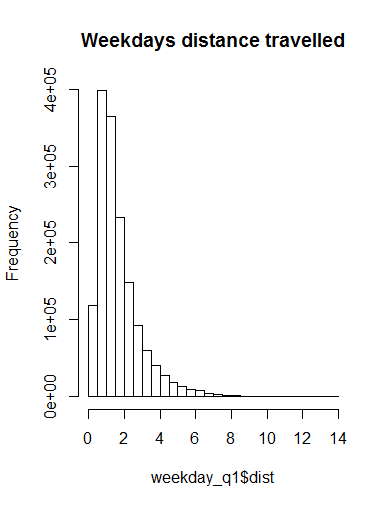 Weekdays distance travelled
Frequency
4e+05
3e+05
2e+05
1e+05
0e+00
0 2 4 6 8 10 12 14
weekday_q1$dist